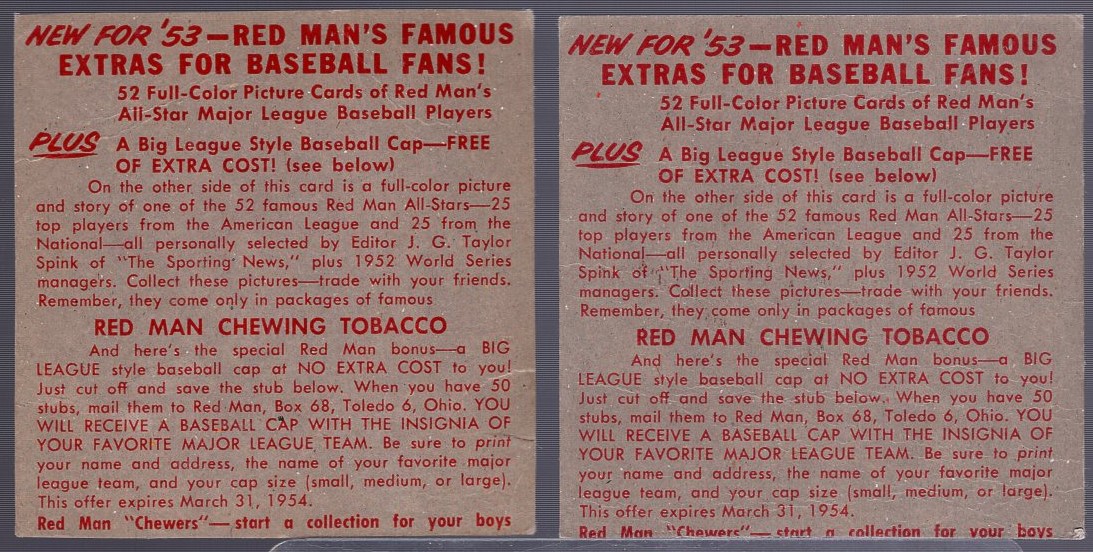 NEW FOR '53—RED MAN'S FAMOUS
EXTRAS FOR BASEBALL FANS!
52 Full-Color Picture Cards of Red Man's
All-Star Major League Baseball Players
PLUS A Big League Style Baseball Cap—FREE
OF EXTRA COST! (see below)
On the other side of this card is a full-color picture
and story of one of the 52 famous Red Man All-Stars—25
top players from the American League and 25 from the
National—all personally selected by Editor J. G. Taylor
Spink of "The Sporting News," plus 1952 World Series
managers. Collect these pictures—trade with your friends.
Remember, they come only in packages of famous
RED MAN CHEWING TOBACCO
And here's the special Red Man bonus—a BIG
LEAGUE style baseball cap at NO EXTRA COST to you!
Just cut off and save the stub below. When you have 50
stubs, mail them to Red Man, Box 68, Toledo 6, Ohio. YOU
WILL RECEIVE A BASEBALL CAP WITH THE INSIGNIA OF
YOUR FAVORITE MAJOR LEAGUE TEAM. Be sure to print
your name and address, the name of your favorite major
league team, and your cap size (small, medium, or large).
This offer expires March 31, 1954.
Red Man "Chewers"—start a collection for your boys
NEW FOR '53—RED MAN'S FAMOUS
EXTRAS FOR BASEBALL FANS!
52 Full-Color Picture Cards of Red Man's
All-Star Major League Baseball Players
PLUS A Big League Style Baseball Cap—FREE
OF EXTRA COST! (see below)
On the other side of this card is a full-color picture
and story of one of the 52 famous Red Man All-Stars—25
top players from the American League and 25 from the
National—all personally selected by Editor J. G. Taylor
Spink of "The Sporting News," plus 1952 World Series
managers. Collect these pictures—trade with your friends.
Remember, they come only in packages of famous
RED MAN CHEWING TOBACCO
And here's the special Red Man bonus—a BIG
LEAGUE style baseball cap at NO EXTRA COST to you!
Just cut off and save the stub below. When you have 50
stubs, mail them to Red Man, Box 68, Toledo 6, Ohio. YOU
WILL RECEIVE A BASEBALL CAP WITH THE INSIGNIA OF
YOUR FAVORITE MAJOR LEAGUE TEAM. Be sure to print
your name and address, the name of your favorite major
league team, and your cap size (small, medium, or large).
This offer expires March 31, 1954.
Red Man "Chewers"—start a collection for your boys